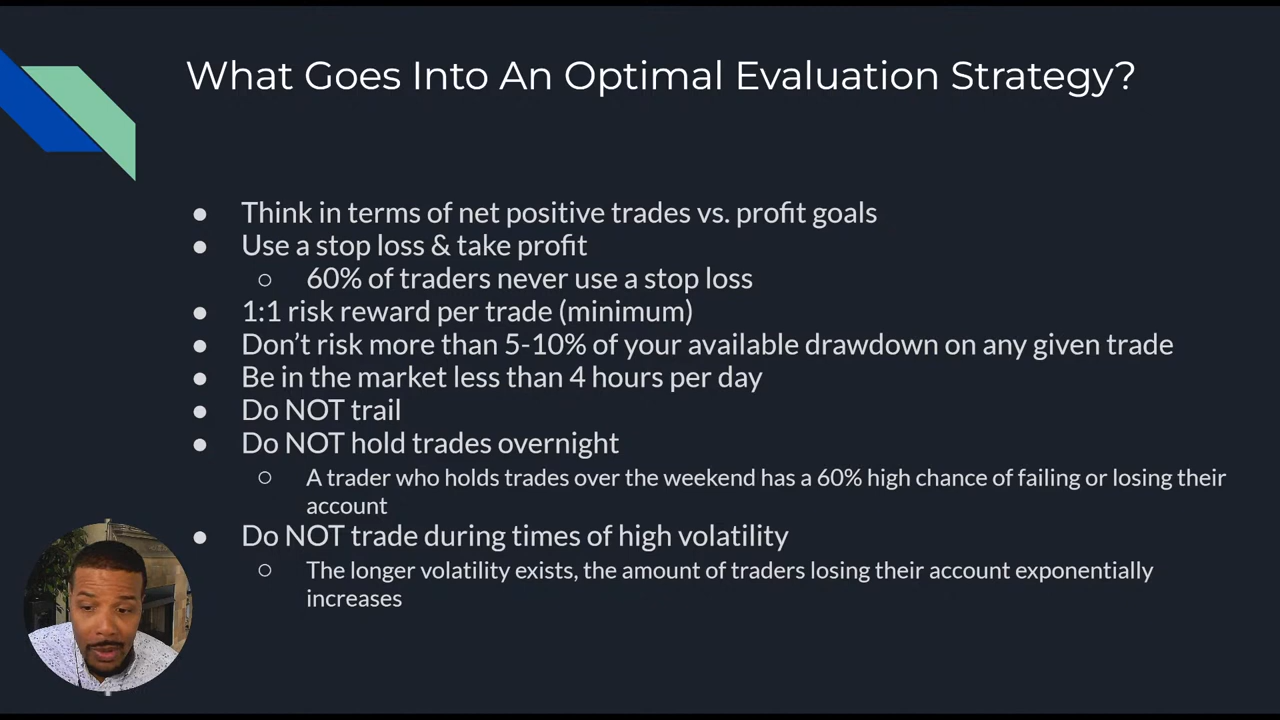 What Goes Into An Optimal Evaluation Strategy?
● Think in terms of net positive trades vs. profit goals
● Use a stop loss & take profit
○ 60% of traders never use a stop loss
● 1:1 risk reward per trade (minimum)
● Don’t risk more than 5-10% of your available drawdown on any given trade
● Be in the market less than 4 hours per day
● Do NOT trail
● Do NOT hold trades overnight
○ A trader who holds trades over the weekend has a 60% high chance of failing or losing their
account
● Do NOT trade during times of high volatility
○ The longer volatility exists, the amount of traders losing their account exponentially
increases